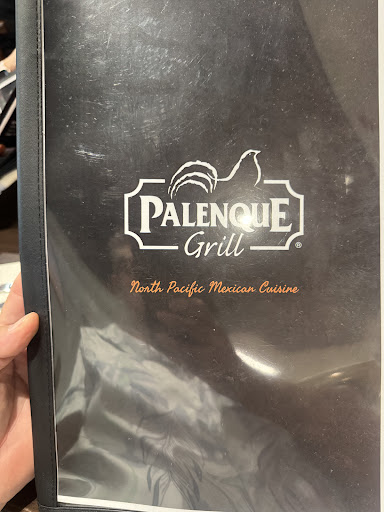 PALENQUE
Grill ®
North Pacific Mexican Cuisine